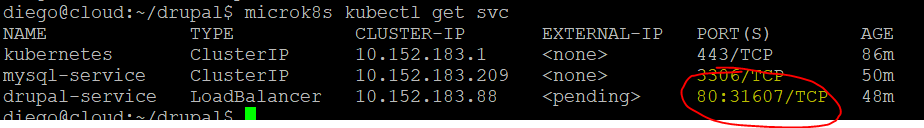 diego@cloud:~/drupal$ microk8s kubectl get svc
NAME TYPE CLUSTER-IP EXTERNAL-IP PORT(S) AGE
kubernetes ClusterIP 10.152.183.1 <none> 443/TCP 86m
mysql-service ClusterIP 10.152.183.209 <none> 3306/TCP 50m
drupal-service LoadBalancer 10.152.183.88 <pending> 80:31607/TCP 48m
diego@cloud:~/drupal$